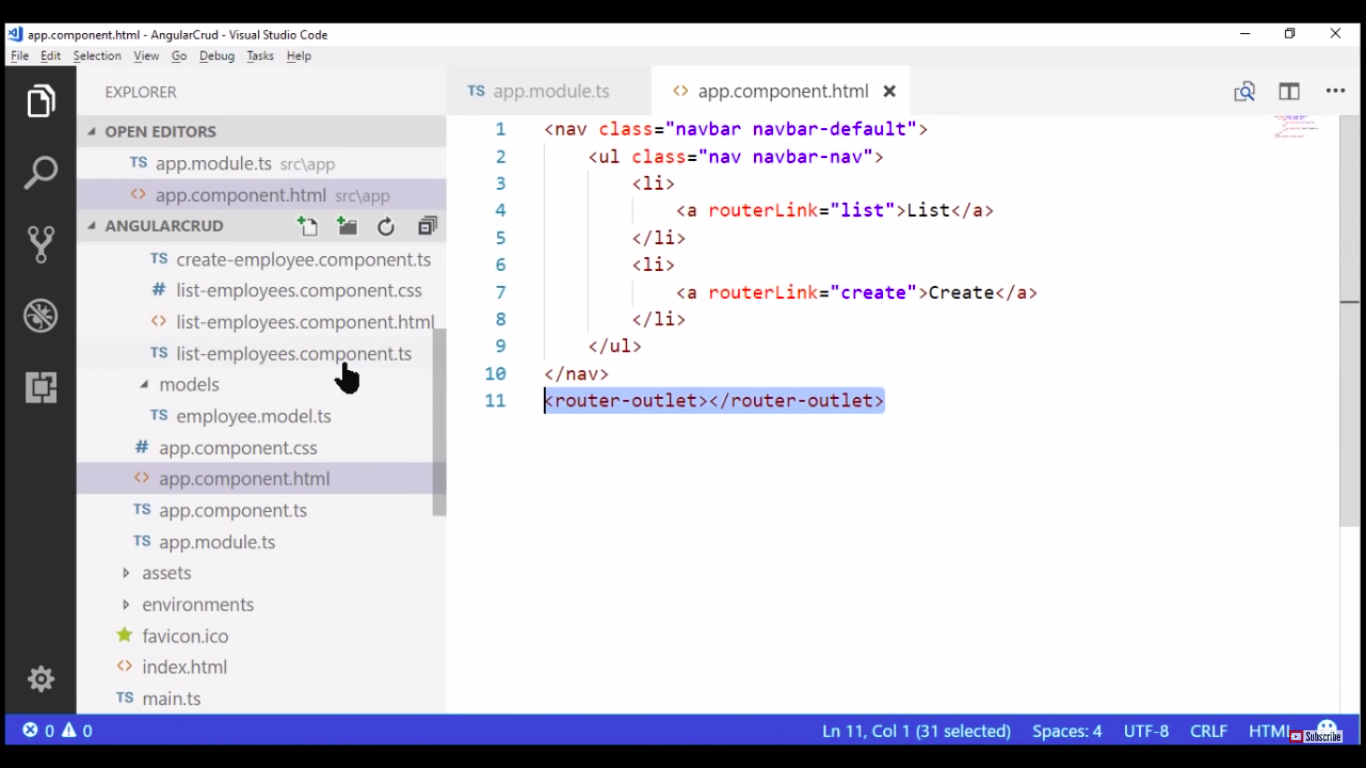 app.component.html - AngularCrud - Visual Studio Code
File Edit Selection View Go Debug Tasks Help
EXPLORER
OPEN EDITORS
TS app.module.ts src\app
<> app.component.html src\app
ANGULARCRUD
TS create-employee.component.ts
# list-employees.component.css
<> list-employees.component.html
TS list-employees.component.ts
models
TS employee.model.ts
# app.component.css
<> app.component.html
TS app.component.ts
TS app.module.ts
assets
environments
favicon.ico
<> index.html
TS main.ts
TS app.module.ts
<> app.component.html
1 <nav class="navbar navbar-default">
2 <ul class="nav navbar-nav">
3 <li>
4 <a routerLink="list">List</a>
5 </li>
6 <li>
7 <a routerLink="create">Create</a>
8 </li>
9 </ul>
10 </nav>
11 <router-outlet></router-outlet>
0 0
Ln 11, Col 1 (31 selected) Spaces: 4 UTF-8 CRLF HTML
Subscribe